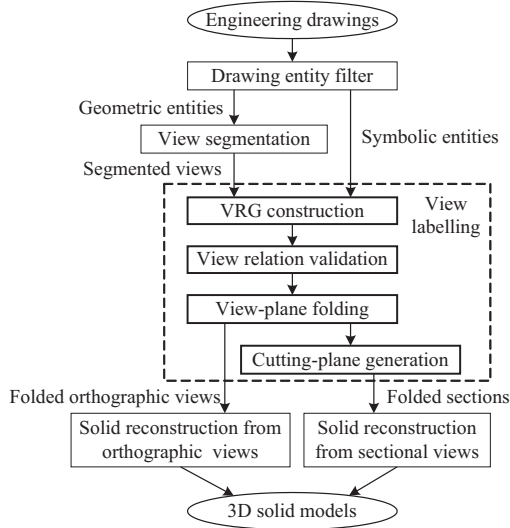 Engineering drawings
Drawing entity filter
Geometric entities
View segmentation
Symbolic entities
Segmented views
View
labelling
VRG construction
View relation validation
View-plane folding
Cutting-plane generation
Folded orthographic views
Folded sections
Solid reconstruction from
orthographic views
Solid reconstruction
from sectional views
3D solid models